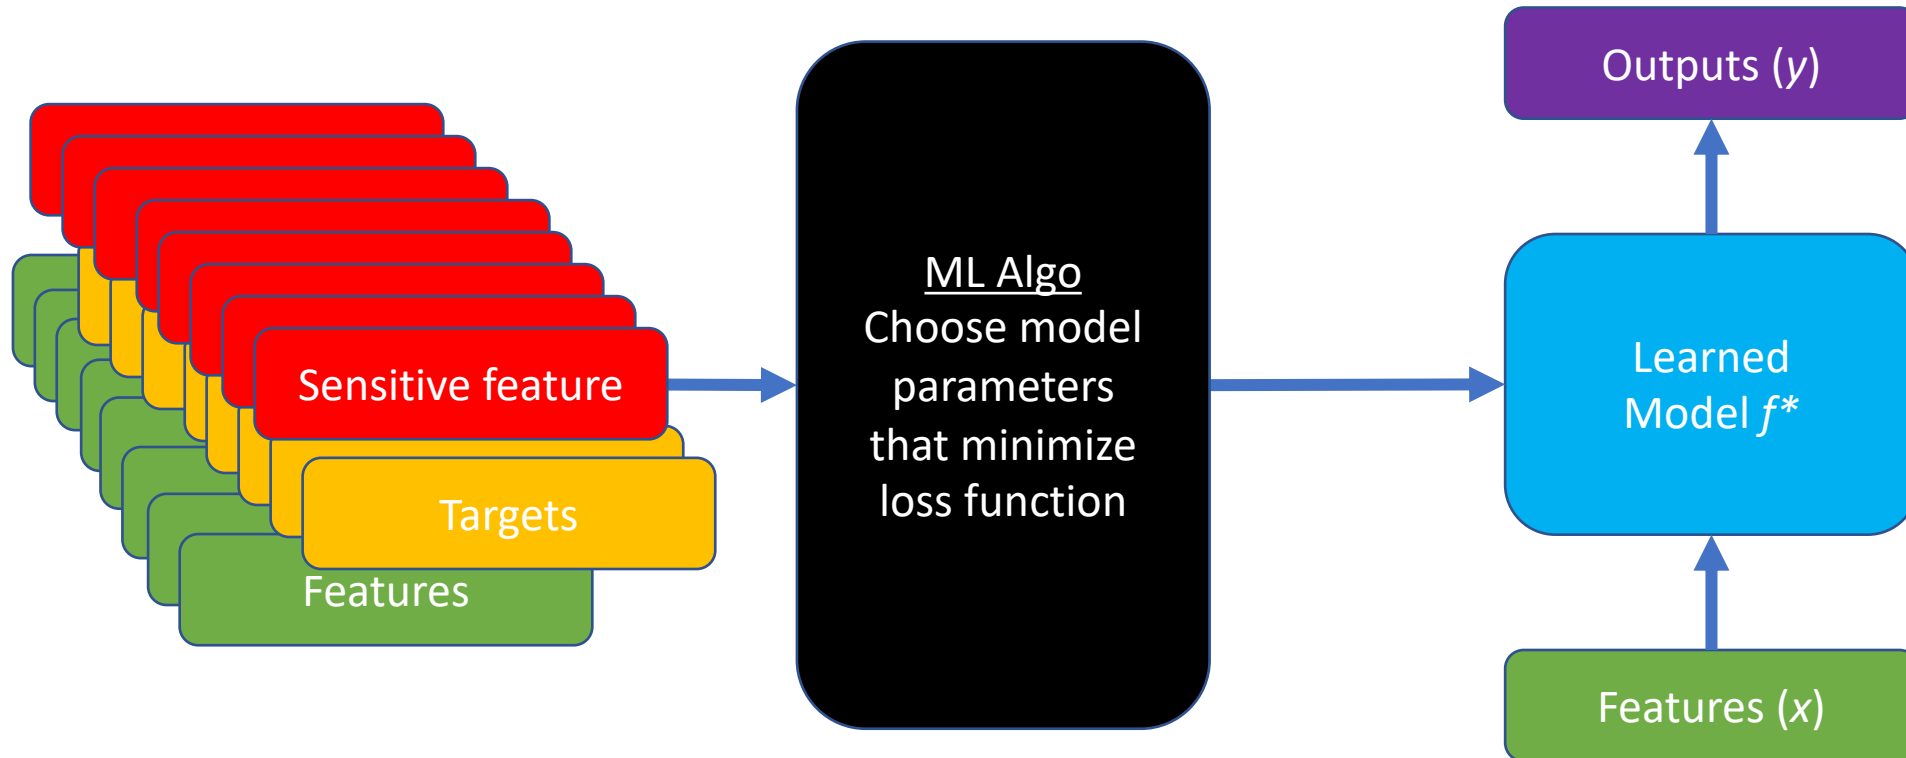 Sensitive feature
Targets
Features
ML Algo
Choose model
parameters
that minimize
loss function
Outputs (y)
Learned
Model f*
Features (x)